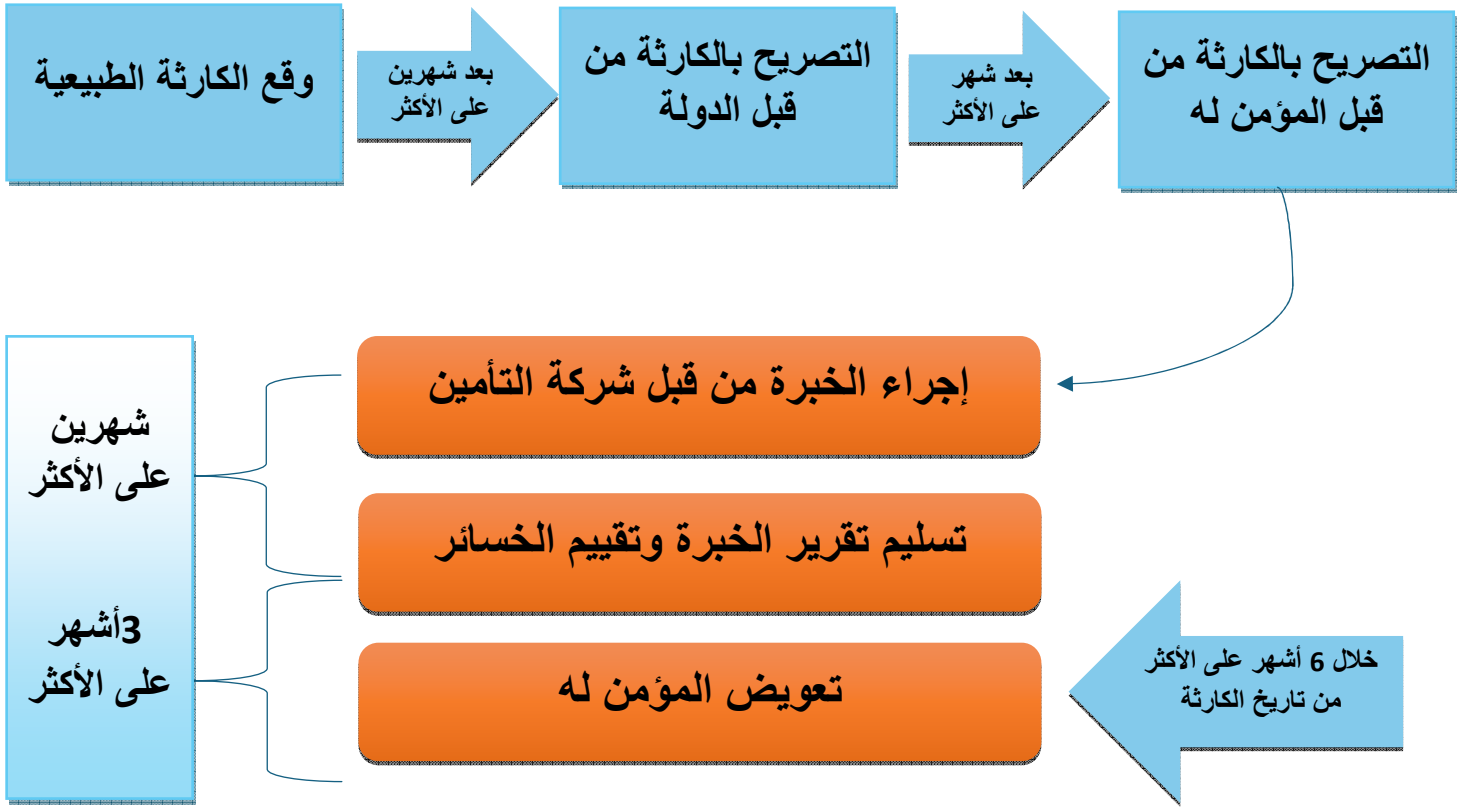 وقع الكارثة الطبيعية
بعد شهرين
على الأكثر
التصريح بالكارثة من
قبل الدولة
بعد شهر
على الأكثر
التصريح بالكارثة من
قبل المؤمن له
إجراء الخبرة من قبل شركة التأمين
شهرين
على الأكثر
تسليم تقرير الخبرة وتقييم الخسائر
3أشهر
على الأكثر
تعويض المؤمن له
خلال 6 أشهر على الأكثر
من تاريخ الكارثة